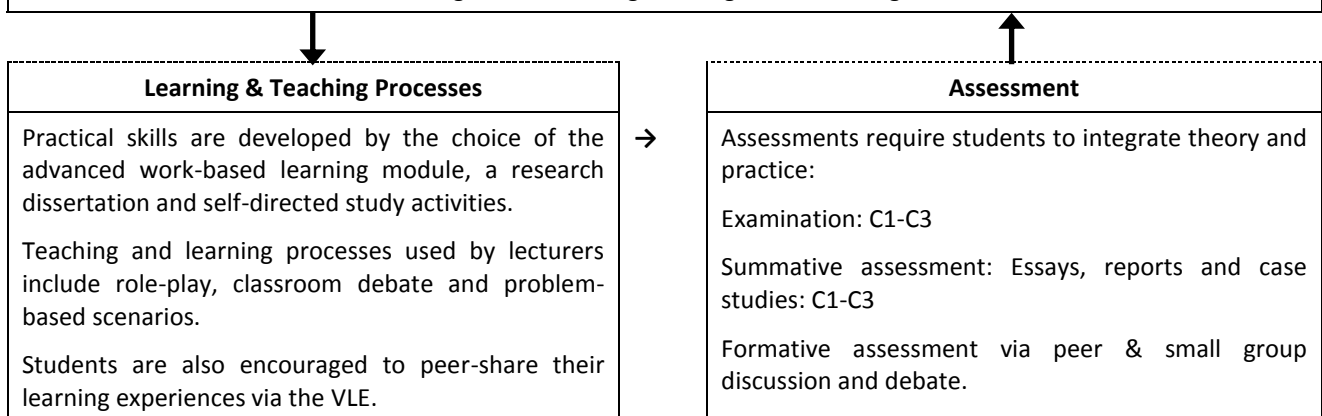 Learning & Teaching Processes
Practical skills are developed by the choice of the
advanced work-based learning module, a research
dissertation and self-directed study activities.
Teaching and learning processes used by lecturers
include role-play, classroom debate and problem-
based scenarios.
Students are also encouraged to peer-share their
learning experiences via the VLE.
→
Assessment
Assessments require students to integrate theory and
practice:
Examination: C1-C3
Summative assessment: Essays, reports and case
studies: C1-C3
Formative assessment via peer & small group
discussion and debate.